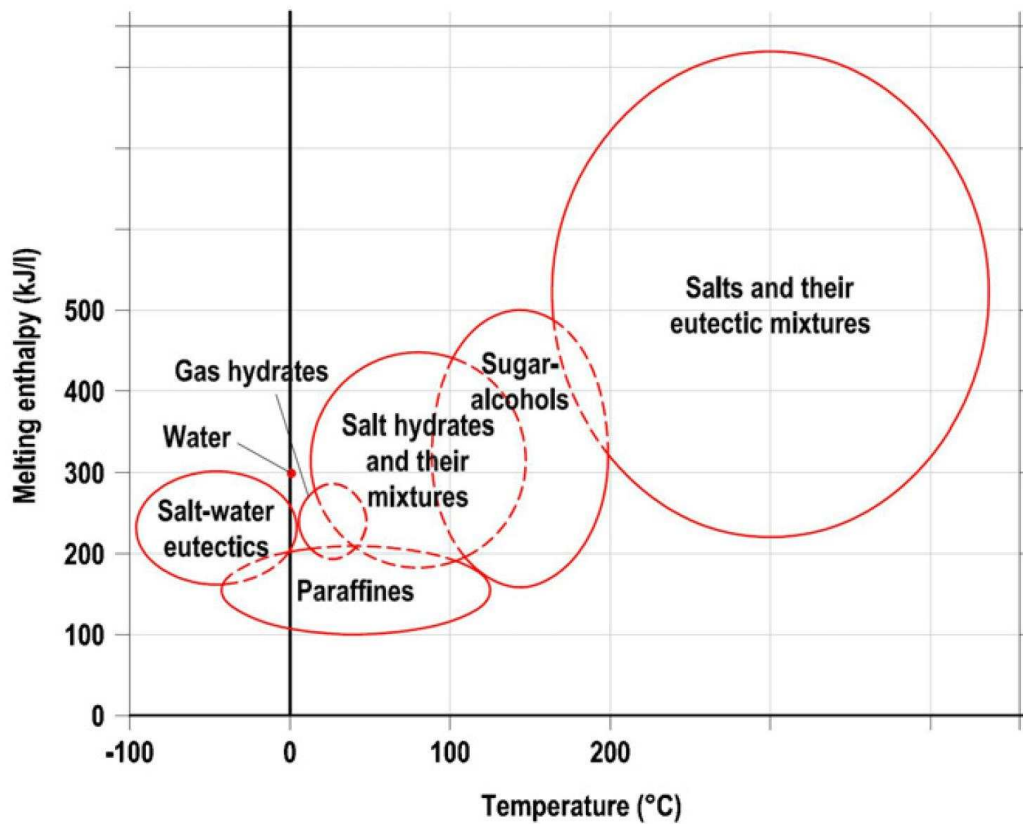 Melting enthalpy (kJ/l)
500
400
300
200
100
0
-100
0
100
200
Temperature (°C)
Gas hydrates
Water
Salt-water
eutectics
Paraffines
Salt hydrates
and their
mixtures
Sugar-
alcohols
Salts and their
eutectic mixtures